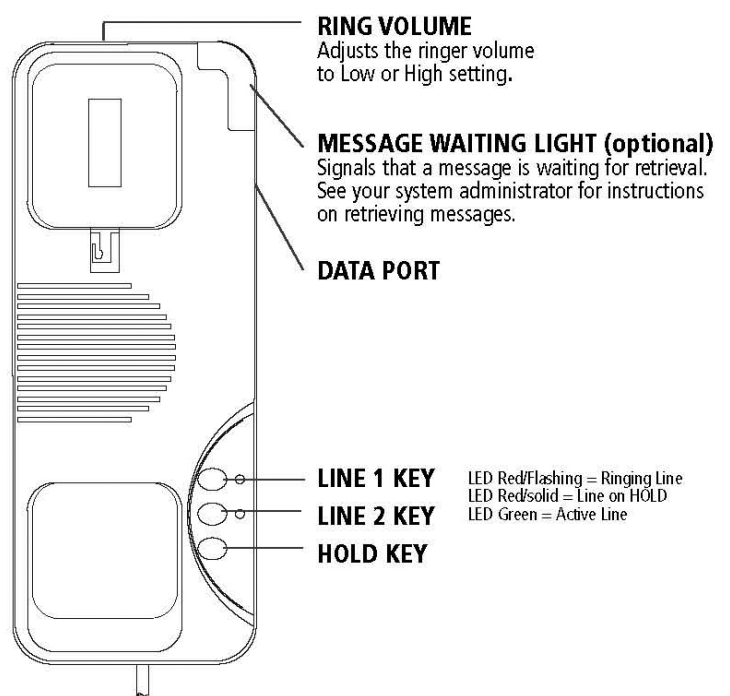 RING VOLUME
Adjusts the ringer volume
to Low or High setting.
MESSAGE WAITING LIGHT (optional)
Signals that a message is waiting for retrieval.
See your system administrator for instructions
on retrieving messages.
DATA PORT
LINE 1 KEY
LED Red/Flashing = Ringing Line
LED Red/solid = Line on HOLD
LED Green = Active Line
LINE 2 KEY
HOLD KEY